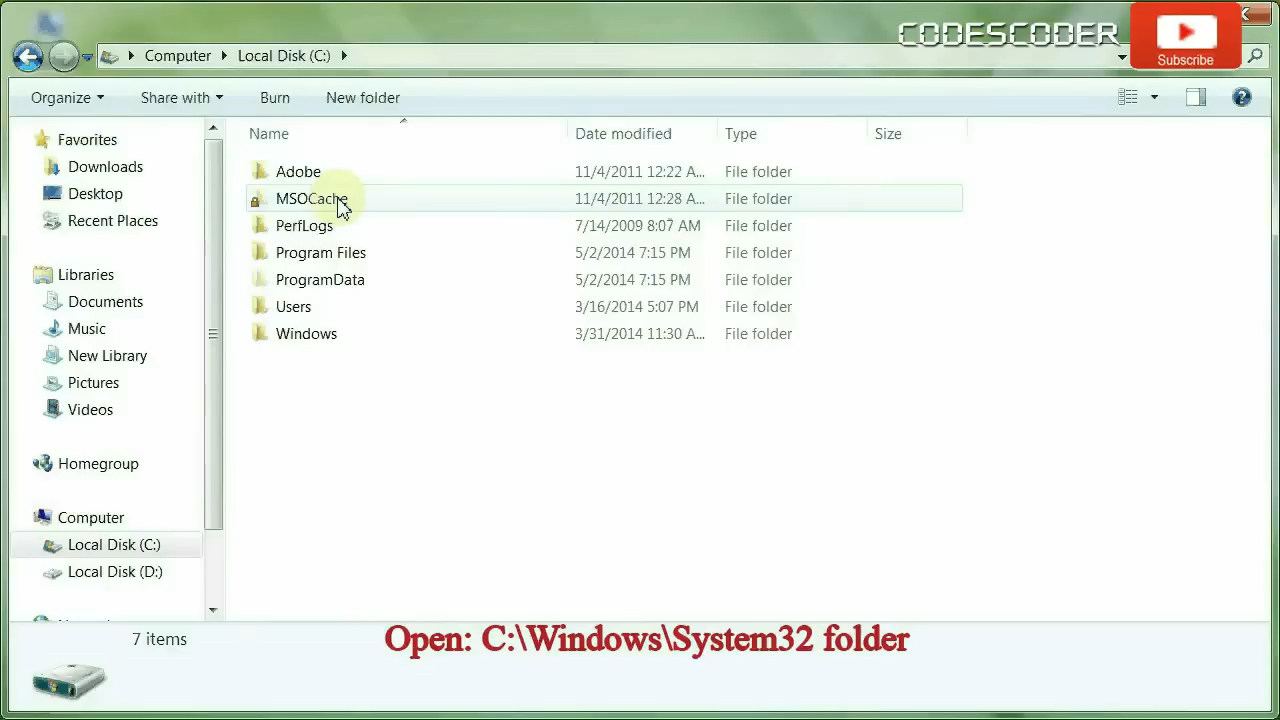 CODESCODER
Subscribe
Computer Local Disk (C:)
Organize Share with Burn New folder
Name Date modified Type Size
Favorites
Downloads
Desktop
Recent Places
Libraries
Documents
Music
New Library
Pictures
Videos
Homegroup
Computer
Local Disk (C:)
Local Disk (D:)
Adobe 11/4/2011 12:22 A... File folder
MSOCache 11/4/2011 12:28 A... File folder
PerfLogs 7/14/2009 8:07 AM File folder
Program Files 5/2/2014 7:15 PM File folder
ProgramData 5/2/2014 7:15 PM File folder
Users 3/16/2014 5:07 PM File folder
Windows 3/31/2014 11:30 A... File folder
7 items
Open: C:\Windows\System32 folder